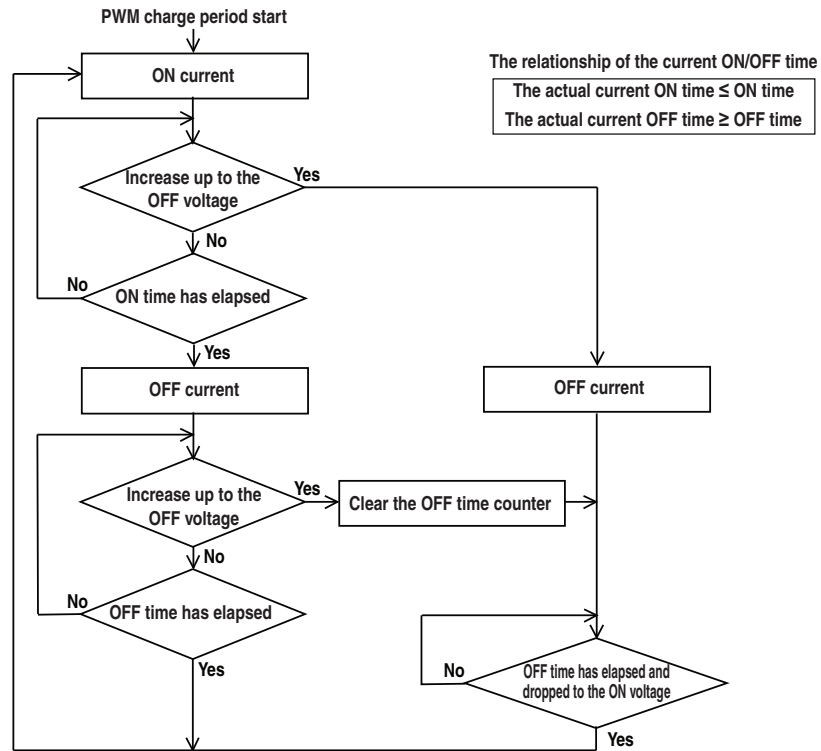 PWM charge period start
ON current
The relationship of the current ON/OFF time
The actual current ON time ≤ ON time
The actual current OFF time ≥ OFF time
Increase up to the
OFF voltage
Yes
No
ON time has elapsed
No
Yes
OFF current
OFF current
Increase up to the
OFF voltage
Yes
Clear the OFF time counter
No
OFF time has elapsed
No
Yes
OFF time has elapsed and
dropped to the ON voltage
No
Yes